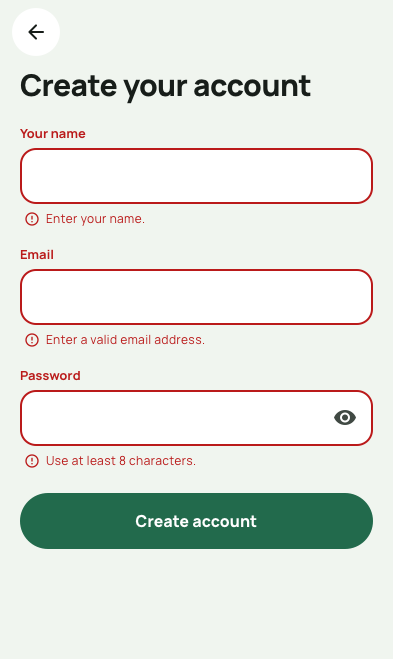 Create your account
Your name
Enter your name.
Email
Enter a valid email address.
Password
Use at least 8 characters.
Create account